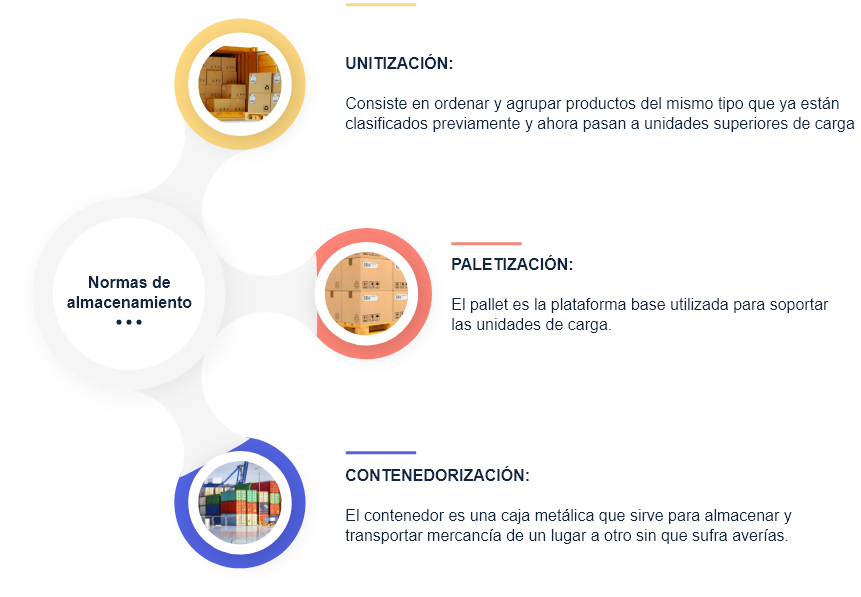 UNITIZACIÓN:
Consiste en ordenar y agrupar productos del mismo tipo que ya están
clasificados previamente y ahora pasan a unidades superiores de carga
Normas de
almacenamiento
PALETIZACIÓN:
El pallet es la plataforma base utilizada para soportar
las unidades de carga.
CONTENEDORIZACIÓN:
El contenedor es una caja metálica que sirve para almacenar y
transportar mercancía de un lugar a otro sin que sufra averías.